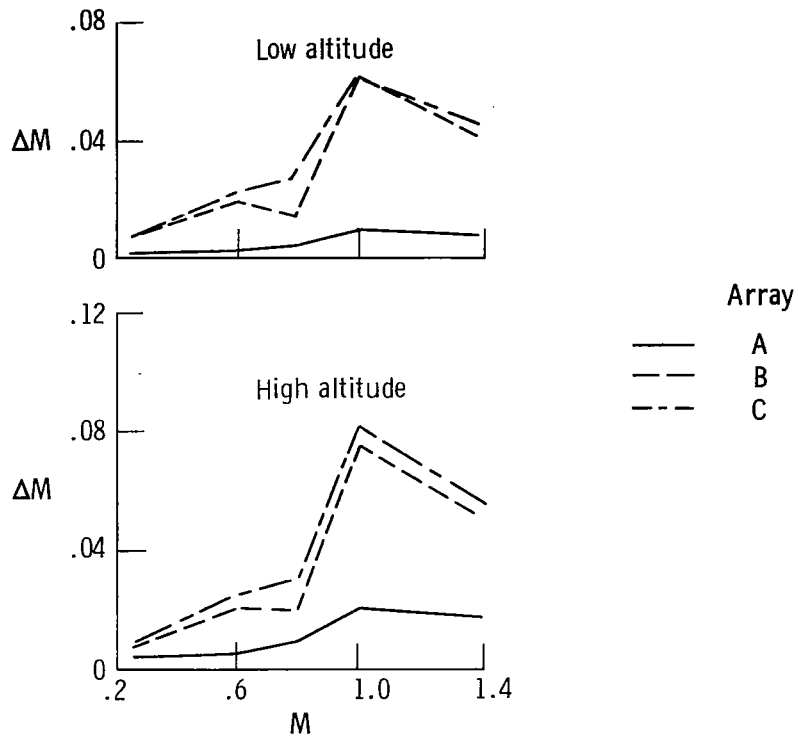 .08
Low altitude
ΔM .04
0
.12
Array
A
B
High altitude
C
.08
ΔM
.04
0
.2 .6 1.0 1.4
M